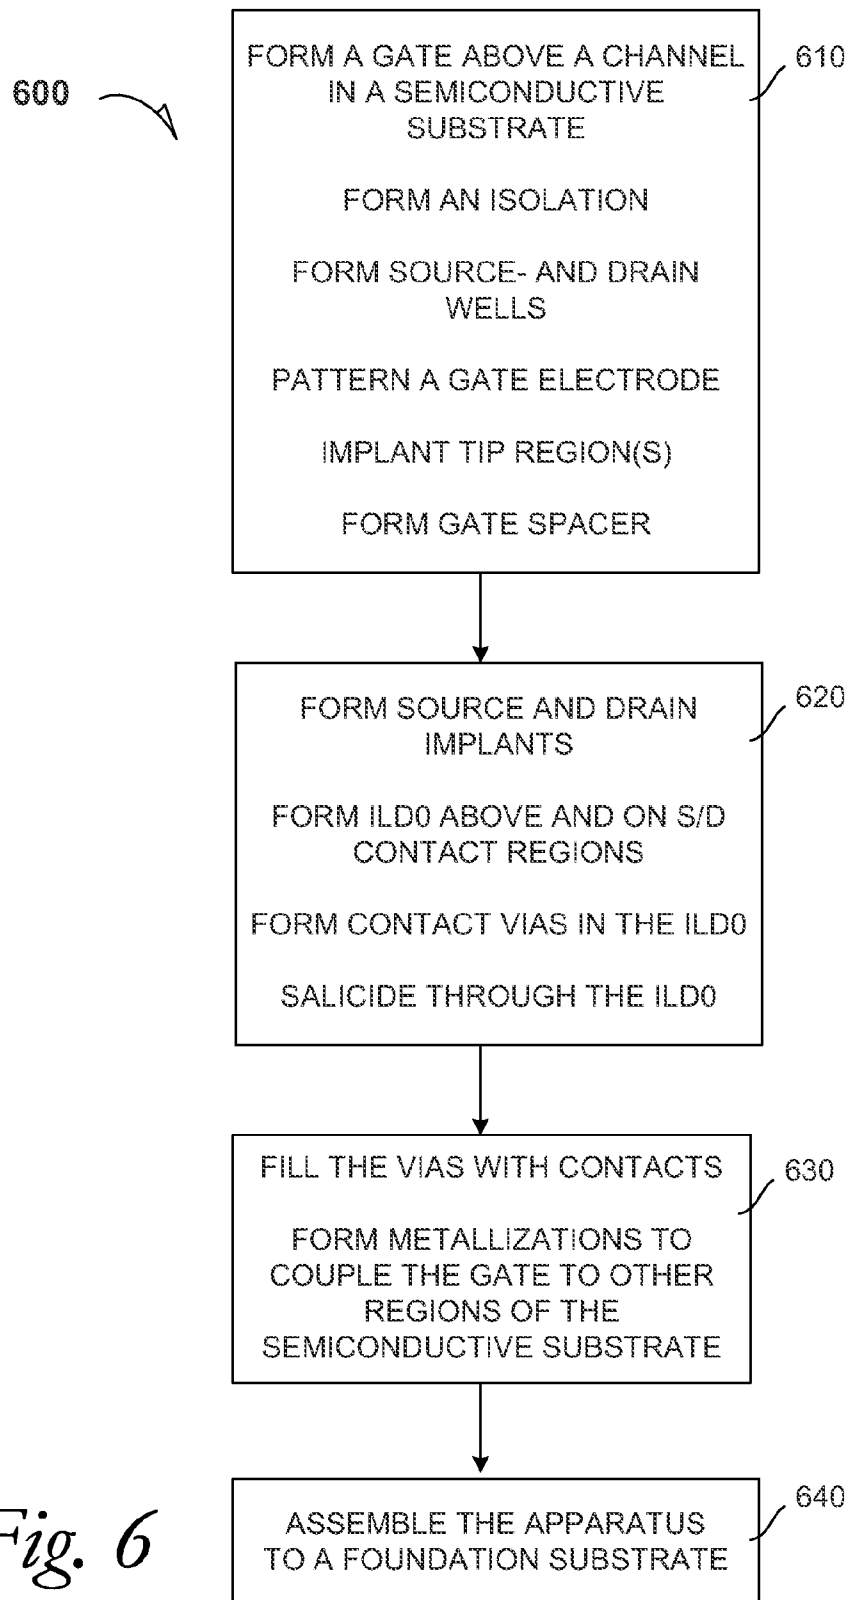 600
FORM A GATE ABOVE A CHANNEL
IN A SEMICONDUCTIVE
SUBSTRATE
610
FORM AN ISOLATION
FORM SOURCE- AND DRAIN
WELLS
PATTERN A GATE ELECTRODE
IMPLANT TIP REGION(S)
FORM GATE SPACER
FORM SOURCE AND DRAIN
IMPLANTS
620
FORM ILD0 ABOVE AND ON S/D
CONTACT REGIONS
FORM CONTACT VIAS IN THE ILD0
SALICIDE THROUGH THE ILD0
FILL THE VIAS WITH CONTACTS
630
FORM METALLIZATIONS TO
COUPLE THE GATE TO OTHER
REGIONS OF THE
SEMICONDUCTIVE SUBSTRATE
ASSEMBLE THE APPARATUS
TO A FOUNDATION SUBSTRATE
640
Fig. 6